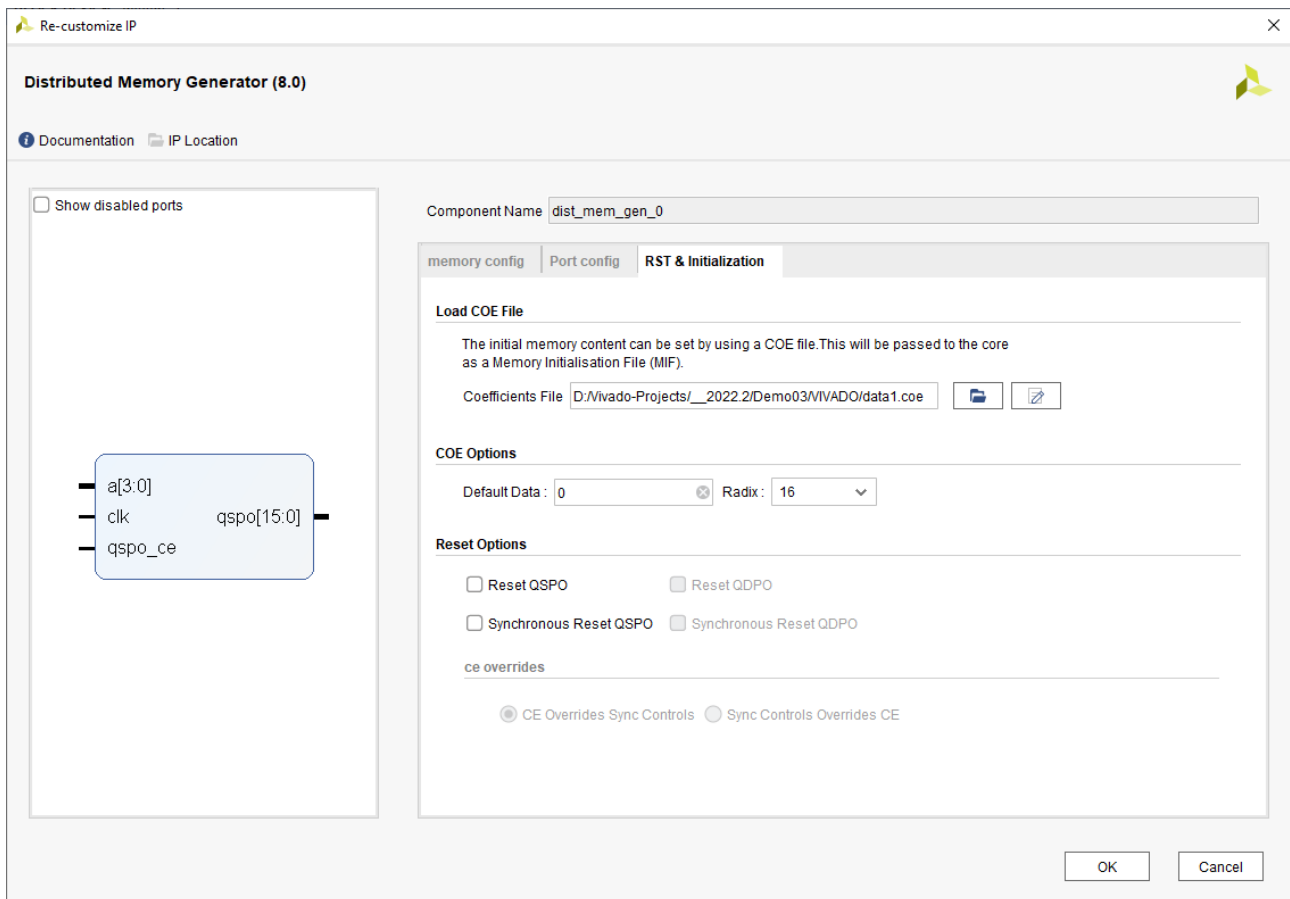 Re-customize IP
Distributed Memory Generator (8.0)
Documentation IP Location
Show disabled ports
a[3:0]
clk qspo[15:0]
qspo_ce
Component Name dist_mem_gen_0
memory config Port config RST & Initialization
Load COE File
The initial memory content can be set by using a COE file.This will be passed to the core
as a Memory Initialisation File (MIF).
Coefficients File D:/Vivado-Projects/__2022.2/Demo03/VIVADO/data1.coe
COE Options
Default Data : 0 Radix : 16
Reset Options
Reset QSPO Reset QDPO
Synchronous Reset QSPO Synchronous Reset QDPO
ce overrides
CE Overrides Sync Controls Sync Controls Overrides CE
OK Cancel